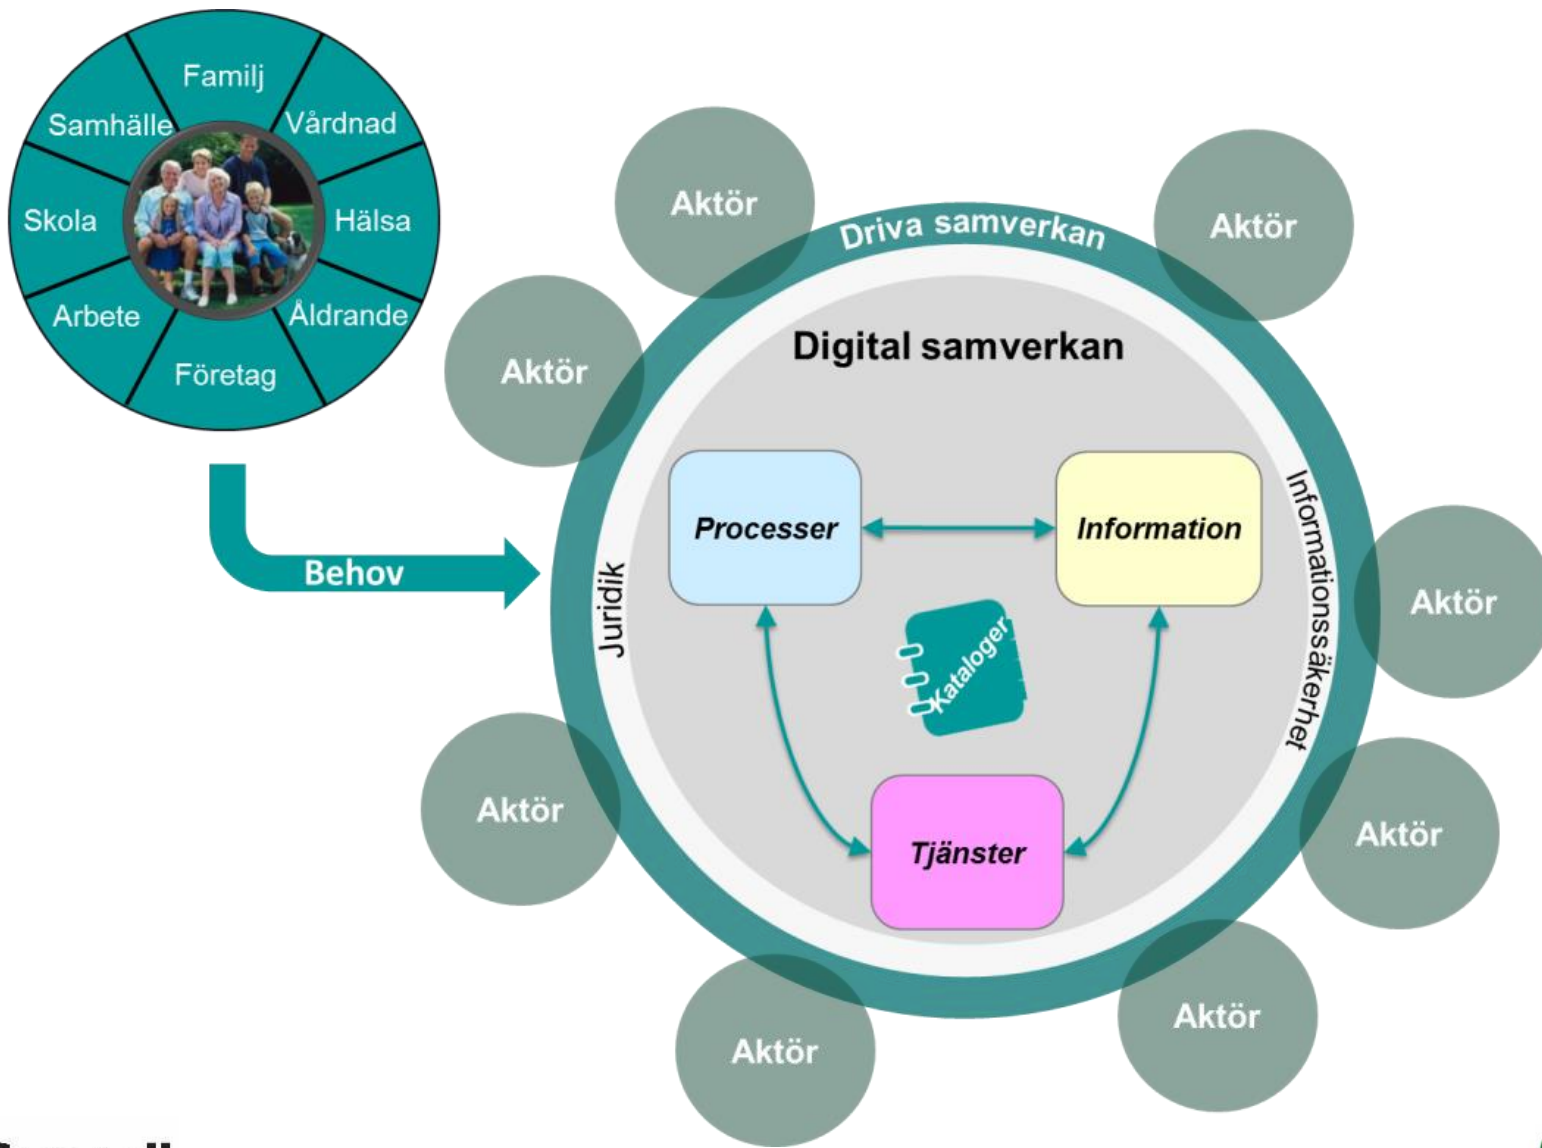 Familj
Samhälle
Vårdnad
Skola
Hälsa
Arbete
Åldrande
Företag
Behov
Aktör
Aktör
Aktör
Driva samverkan
Digital samverkan
Processer
Information
Juridik
Informationssäkerhet
Kataloger
Aktör
Aktör
Aktör
Tjänster
Aktör
Aktör